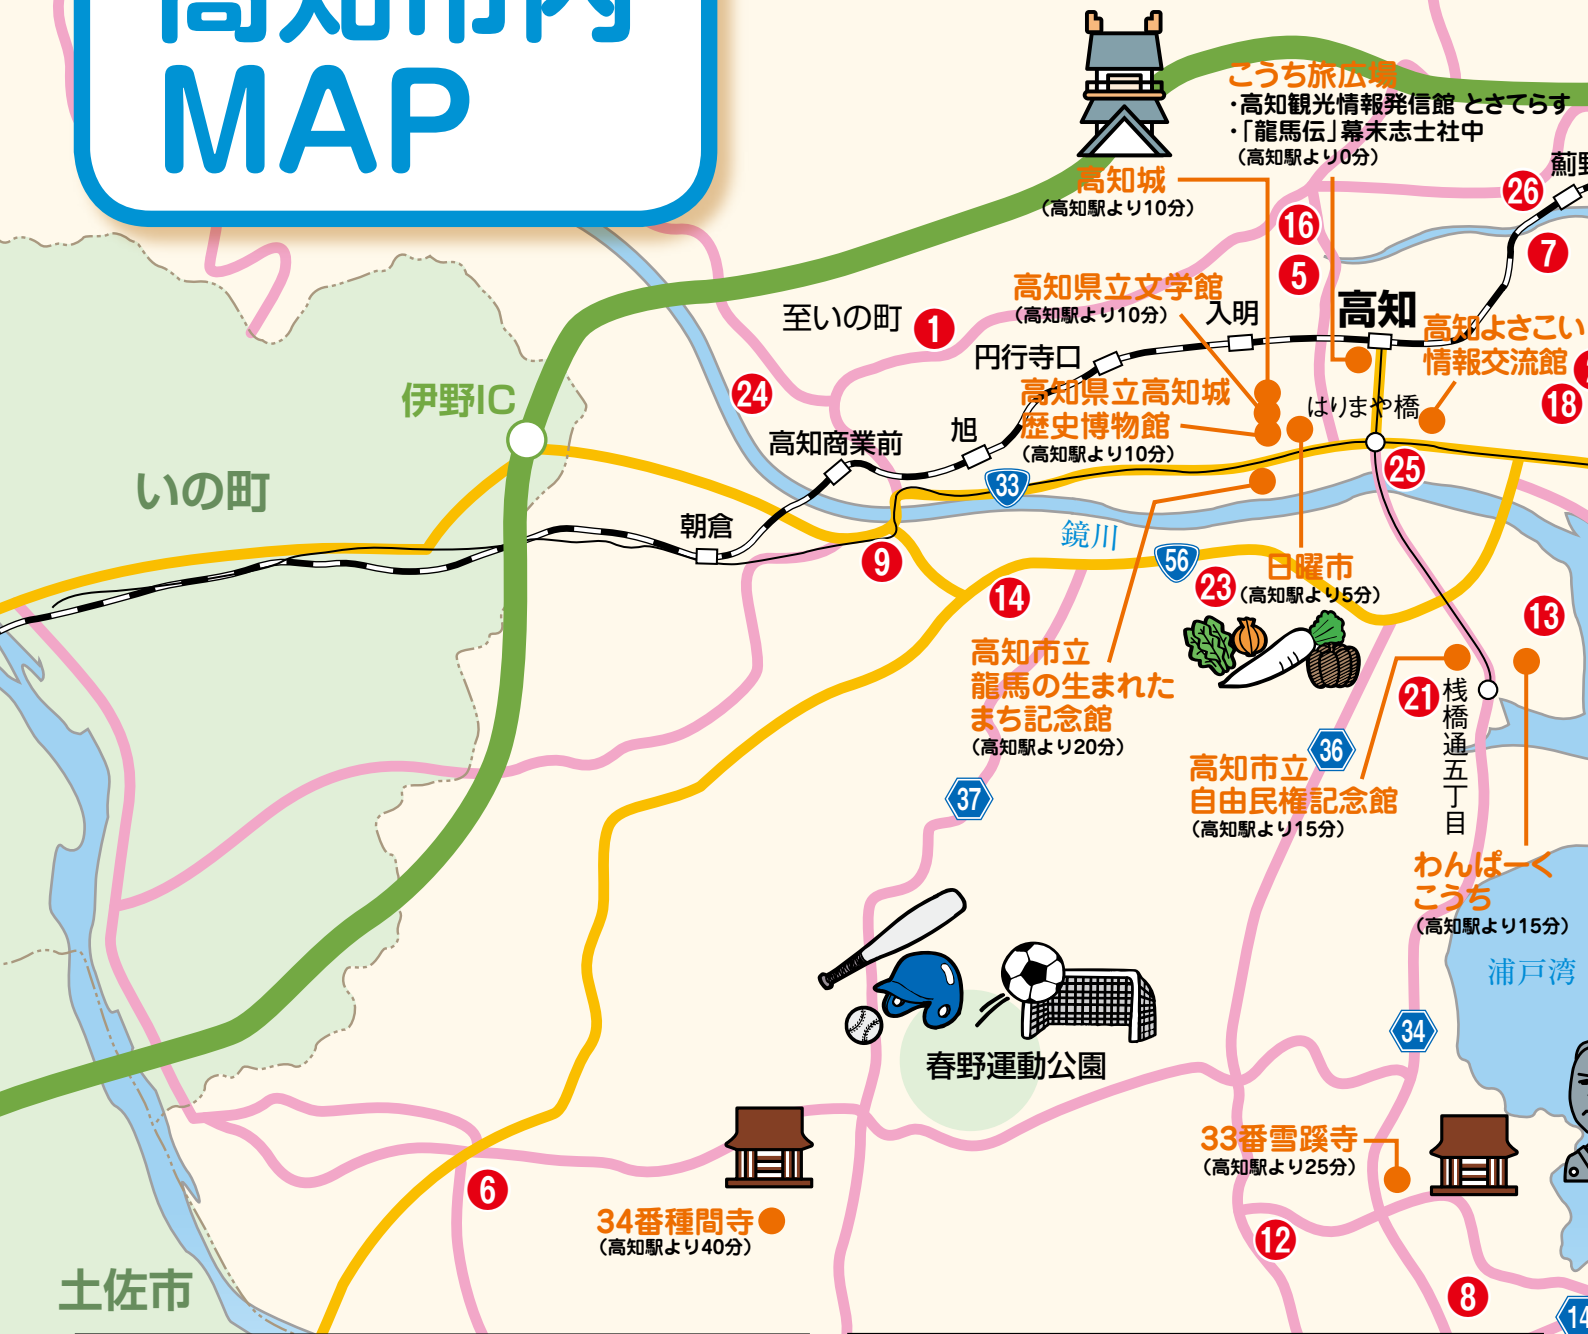 高知市内
MAP
こうち旅広場
・高知観光情報発信館 とさてらす
・「龍馬伝」幕末志士社中
（高知駅より0分）
高知城
（高知駅より10分）
26
16
7
5
高知県立文学館
（高知駅より10分）
入明
高知
至いの町
1
円行寺口
高知よさこい
情報交流館
18
高知県立高知城
歴史博物館
（高知駅より10分）
はりまや橋
24
伊野IC
高知商業前
旭
25
33
いの町
朝倉
鏡川
9
56
日曜市
（高知駅より5分）
23
14
13
高知市立
龍馬の生まれた
まち記念館
（高知駅より20分）
21
桟橋通五丁目
36
高知市立
自由民権記念館
（高知駅より15分）
37
わんぱーく
こうち
（高知駅より15分）
浦戸湾
34
春野運動公園
33番雪蹊寺
（高知駅より25分）
6
34番種間寺
（高知駅より40分）
12
土佐市
8
14